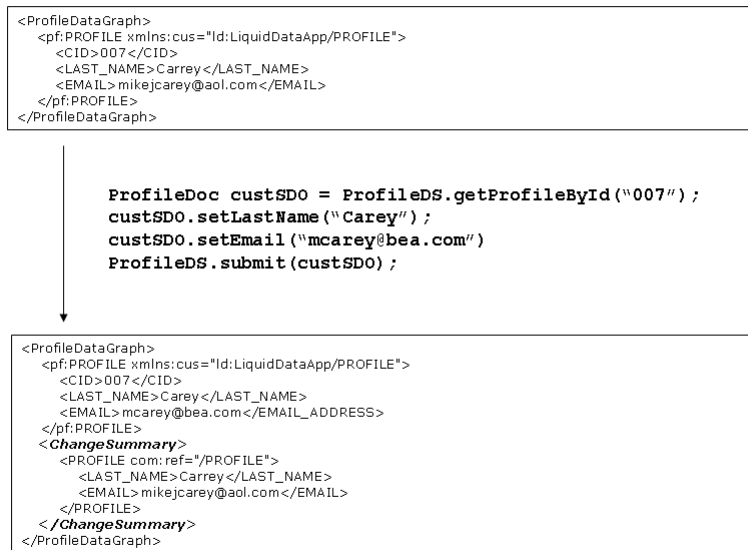 <ProfileDataGraph>
<pf:PROFILE xmlns:cus="ld:LiquidDataApp/PROFILE">
<CID>007</CID>
<LAST_NAME>Carrey</LAST_NAME>
<EMAIL>mikejcarey@aol.com</EMAIL>
</pf:PROFILE>
</ProfileDataGraph>
ProfileDoc custSDO = ProfileDS.getProfileById(“007”);
custSDO.setLastName(“Carey”);
custSDO.setEmail(“mcarey@bea.com”)
ProfileDS.submit(custSDO);
<ProfileDataGraph>
<pf:PROFILE xmlns:cus="ld:LiquidDataApp/PROFILE">
<CID>007</CID>
<LAST_NAME>Carey</LAST_NAME>
<EMAIL>mcarey@bea.com</EMAIL_ADDRESS>
</pf:PROFILE>
<ChangeSummary>
<PROFILE com:ref="/PROFILE">
<LAST_NAME>Carrey</LAST_NAME>
<EMAIL>mikejcarey@aol.com</EMAIL>
</PROFILE>
</ChangeSummary>
</ProfileDataGraph>